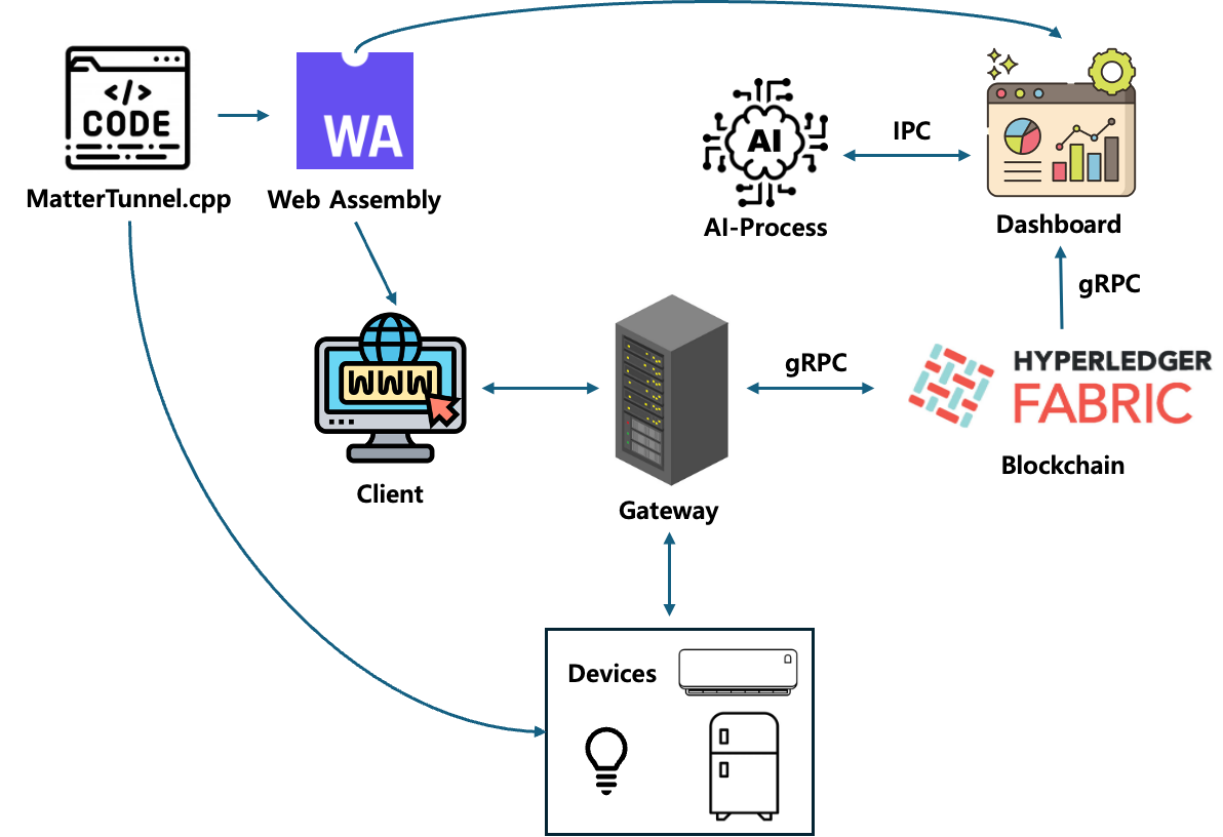 </>
CODE
MatterTunnel.cpp
WA
Web Assembly
AI
AI-Process
IPC
Dashboard
gRPC
WWW
Client
Gateway
gRPC
HYPERLEDGER
FABRIC
Blockchain
Devices